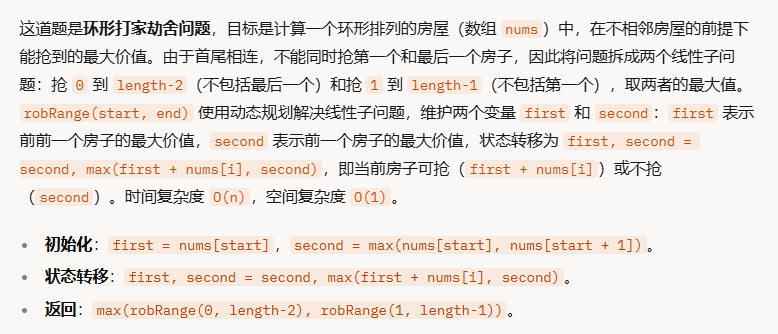 这道题是环形打家劫舍问题，目标是计算一个环形排列的房屋（数组 nums）中，在不相邻房屋的前提下
能抢到的最大价值。由于首尾相连，不能同时抢第一个和最后一个房子，因此将问题拆成两个线性子问
题：抢 0 到 length-2（不包括最后一个）和抢 1 到 length-1（不包括第一个），取两者的最大值。
robRange(start, end) 使用动态规划解决线性子问题，维护两个变量 first 和 second：first 表示
前前一个房子的最大价值，second 表示前一个房子的最大价值，状态转移为 first, second =
second, max(first + nums[i], second)，即当前房子可抢（first + nums[i]）或不抢
（second）。时间复杂度 O(n)，空间复杂度 O(1)。
• 初始化：first = nums[start]，second = max(nums[start], nums[start + 1])。
• 状态转移：first, second = second, max(first + nums[i], second)。
• 返回：max(robRange(0, length-2), robRange(1, length-1))。